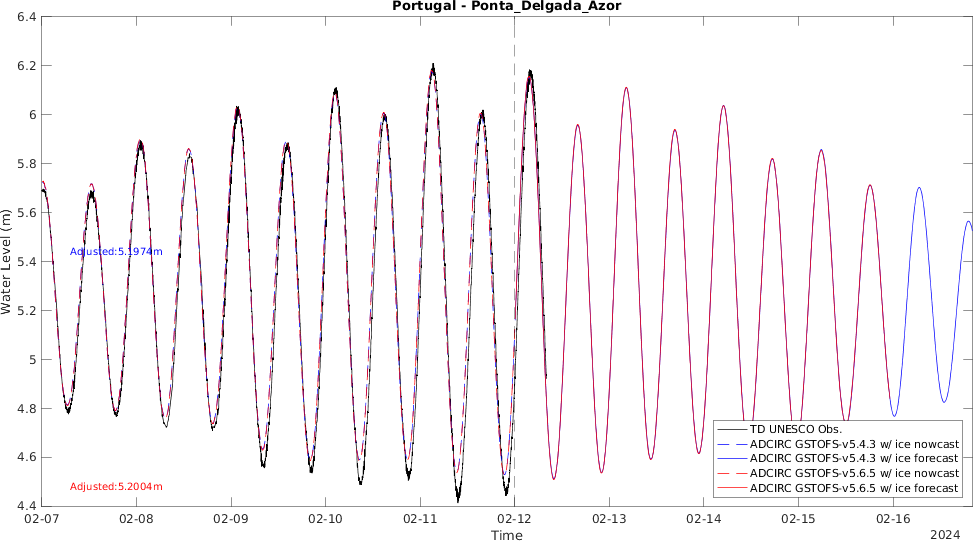 Portugal - Ponta_Delgada_Azor
6.4
6.2
6
5.8
5.6
5.4
5.2
5
4.8
4.6
4.4
Water Level (m)
Adjusted:5.1974m
Adjusted:5.2004m
TD UNESCO Obs.
ADCIRC GSTOFS-v5.4.3 w/ ice nowcast
ADCIRC GSTOFS-v5.4.3 w/ ice forecast
ADCIRC GSTOFS-v5.6.5 w/ ice nowcast
ADCIRC GSTOFS-v5.6.5 w/ ice forecast
02-07 02-08 02-09 02-10 02-11 02-12 02-13 02-14 02-15 02-16
Time
2024